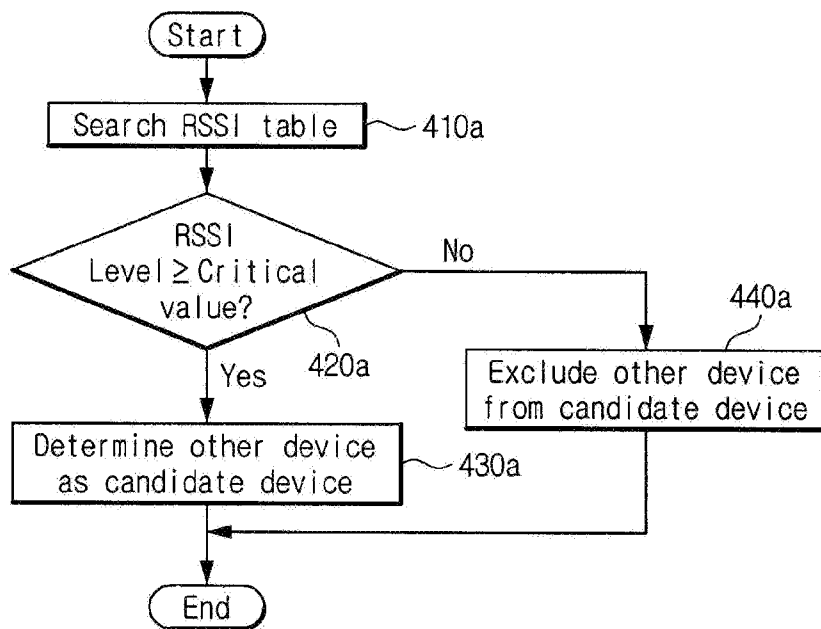 Start
Search RSSI table
410a
RSSI
Level ≧ Critical
value?
No
420a
Yes
440a
Exclude other device
from candidate device
Determine other device
as candidate device
430a
End